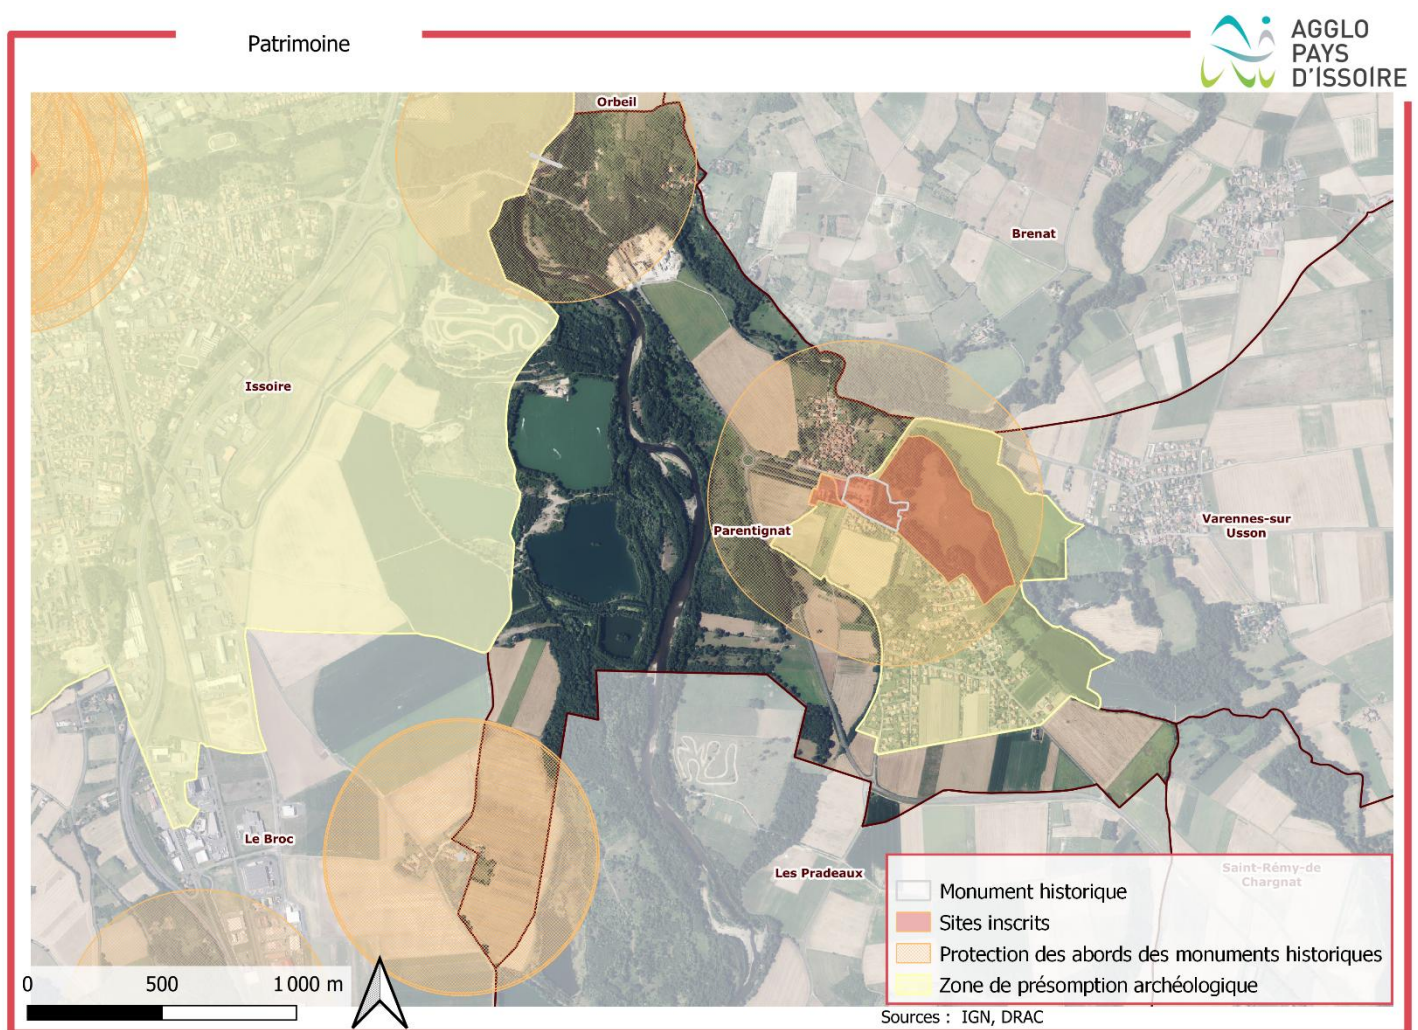 Patrimoine
AGGLO
PAYS
D'ISSOIRE
Orbeil
Brenat
Issoire
Parentignat
Varennes-sur
Usson
Le Broc
Les Pradeaux
Saint-Rémy-de
Chargnat
Monument historique
Sites inscrits
Protection des abords des monuments historiques
Zone de présomption archéologique
0 500 1 000 m
Sources : IGN, DRAC